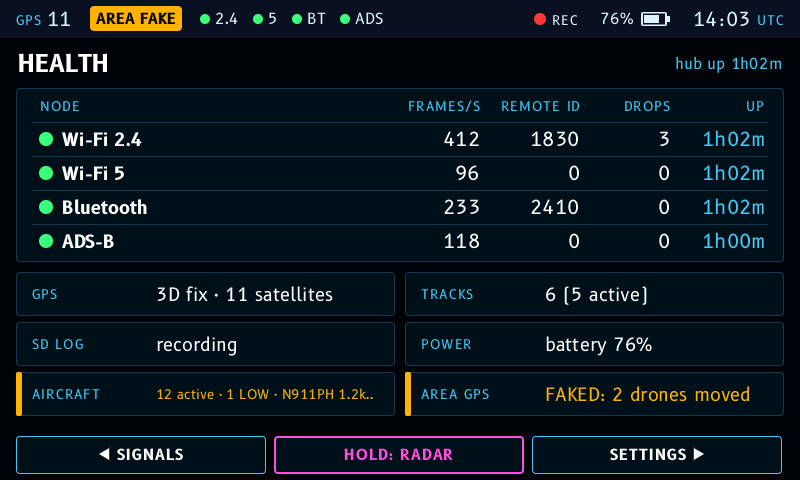 GPS 11 AREA FAKE 2.4 5 BT ADS REC 76% 14:03 UTC
HEALTH hub up 1h02m
NODE FRAMES/S REMOTE ID DROPS UP
Wi-Fi 2.4 412 1830 3 1h02m
Wi-Fi 5 96 0 0 1h02m
Bluetooth 233 2410 0 1h02m
ADS-B 118 0 0 1h00m
GPS 3D fix · 11 satellites TRACKS 6 (5 active)
SD LOG recording POWER battery 76%
AIRCRAFT 12 active · 1 LOW · N911PH 1.2k.. AREA GPS FAKED: 2 drones moved
◀ SIGNALS HOLD: RADAR SETTINGS ▶